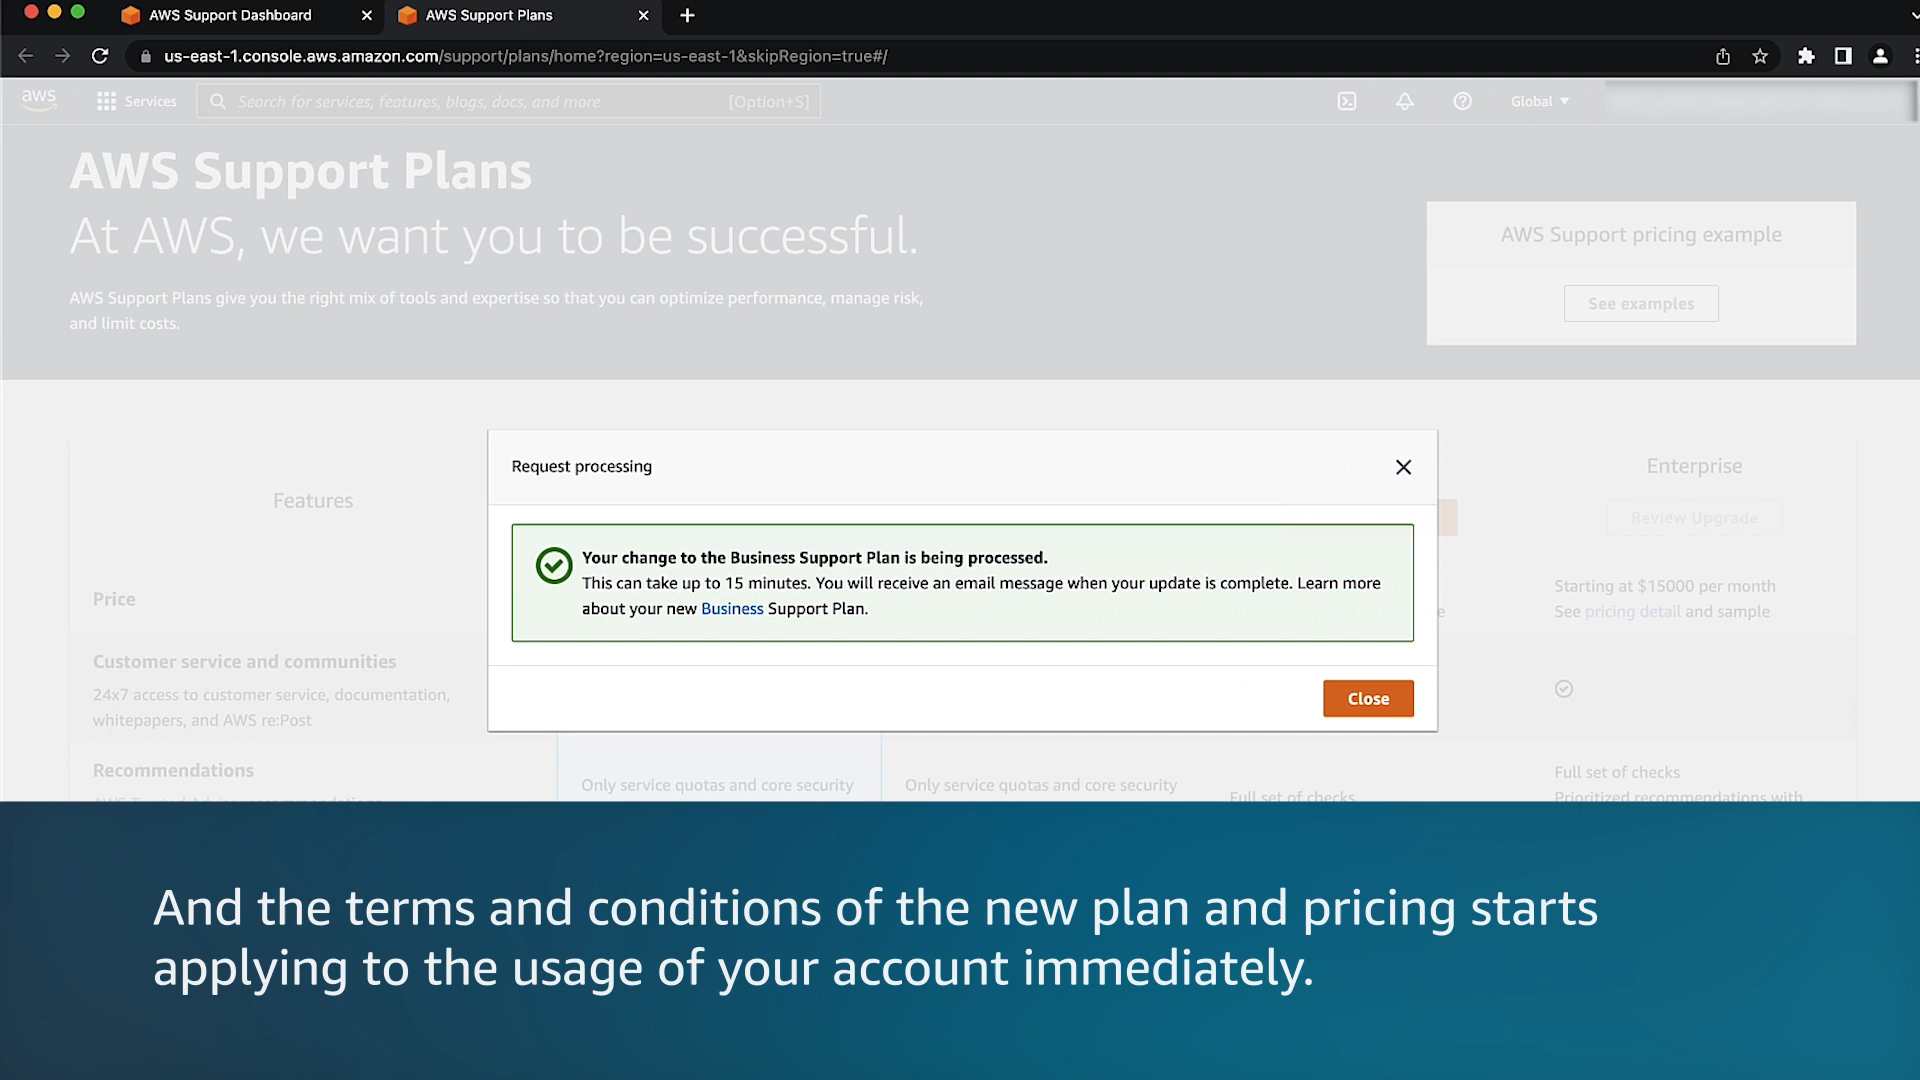 AWS Support Dashboard
AWS Support Plans
us-east-1.console.aws.amazon.com/support/plans/home?region=us-east-1&skipRegion=true#/
aws
Services
Search for services, features, blogs, docs, and more
[Option+S]
Global
AWS Support Plans
At AWS, we want you to be successful.
AWS Support Plans give you the right mix of tools and expertise so that you can optimize performance, manage risk,
and limit costs.
AWS Support pricing example
See examples
Request processing
Features
Enterprise
Review Upgrade
Your change to the Business Support Plan is being processed.
This can take up to 15 minutes. You will receive an email message when your update is complete. Learn more
about your new Business Support Plan.
Price
Starting at $15000 per month
See pricing detail and sample
Close
Customer service and communities
24x7 access to customer service, documentation,
whitepapers, and AWS re:Post
Recommendations
Only service quotas and core security
Only service quotas and core security
Full set of checks
Full set of checks
Prioritized recommendations with
And the terms and conditions of the new plan and pricing starts
applying to the usage of your account immediately.